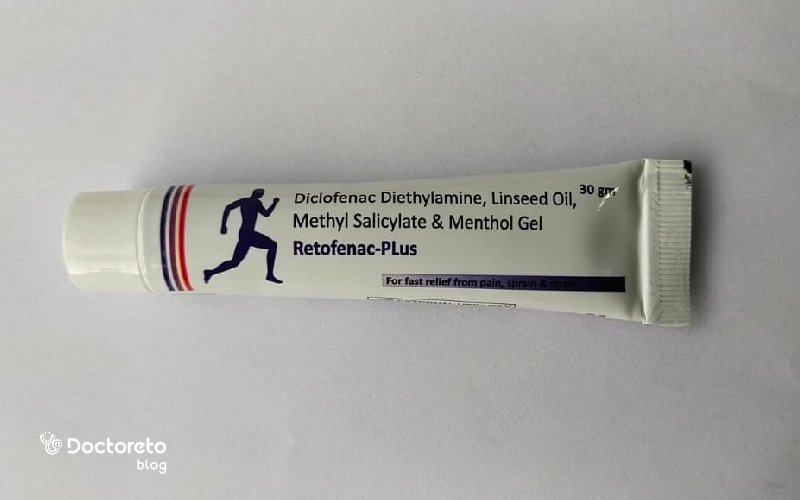 Diclofenac Diethylamine, Linseed Oil, 30 gm
Methyl Salicylate & Menthol Gel
Retofenac-PLus
For fast relief from pain, sprain & strain
Doctoreto
blog